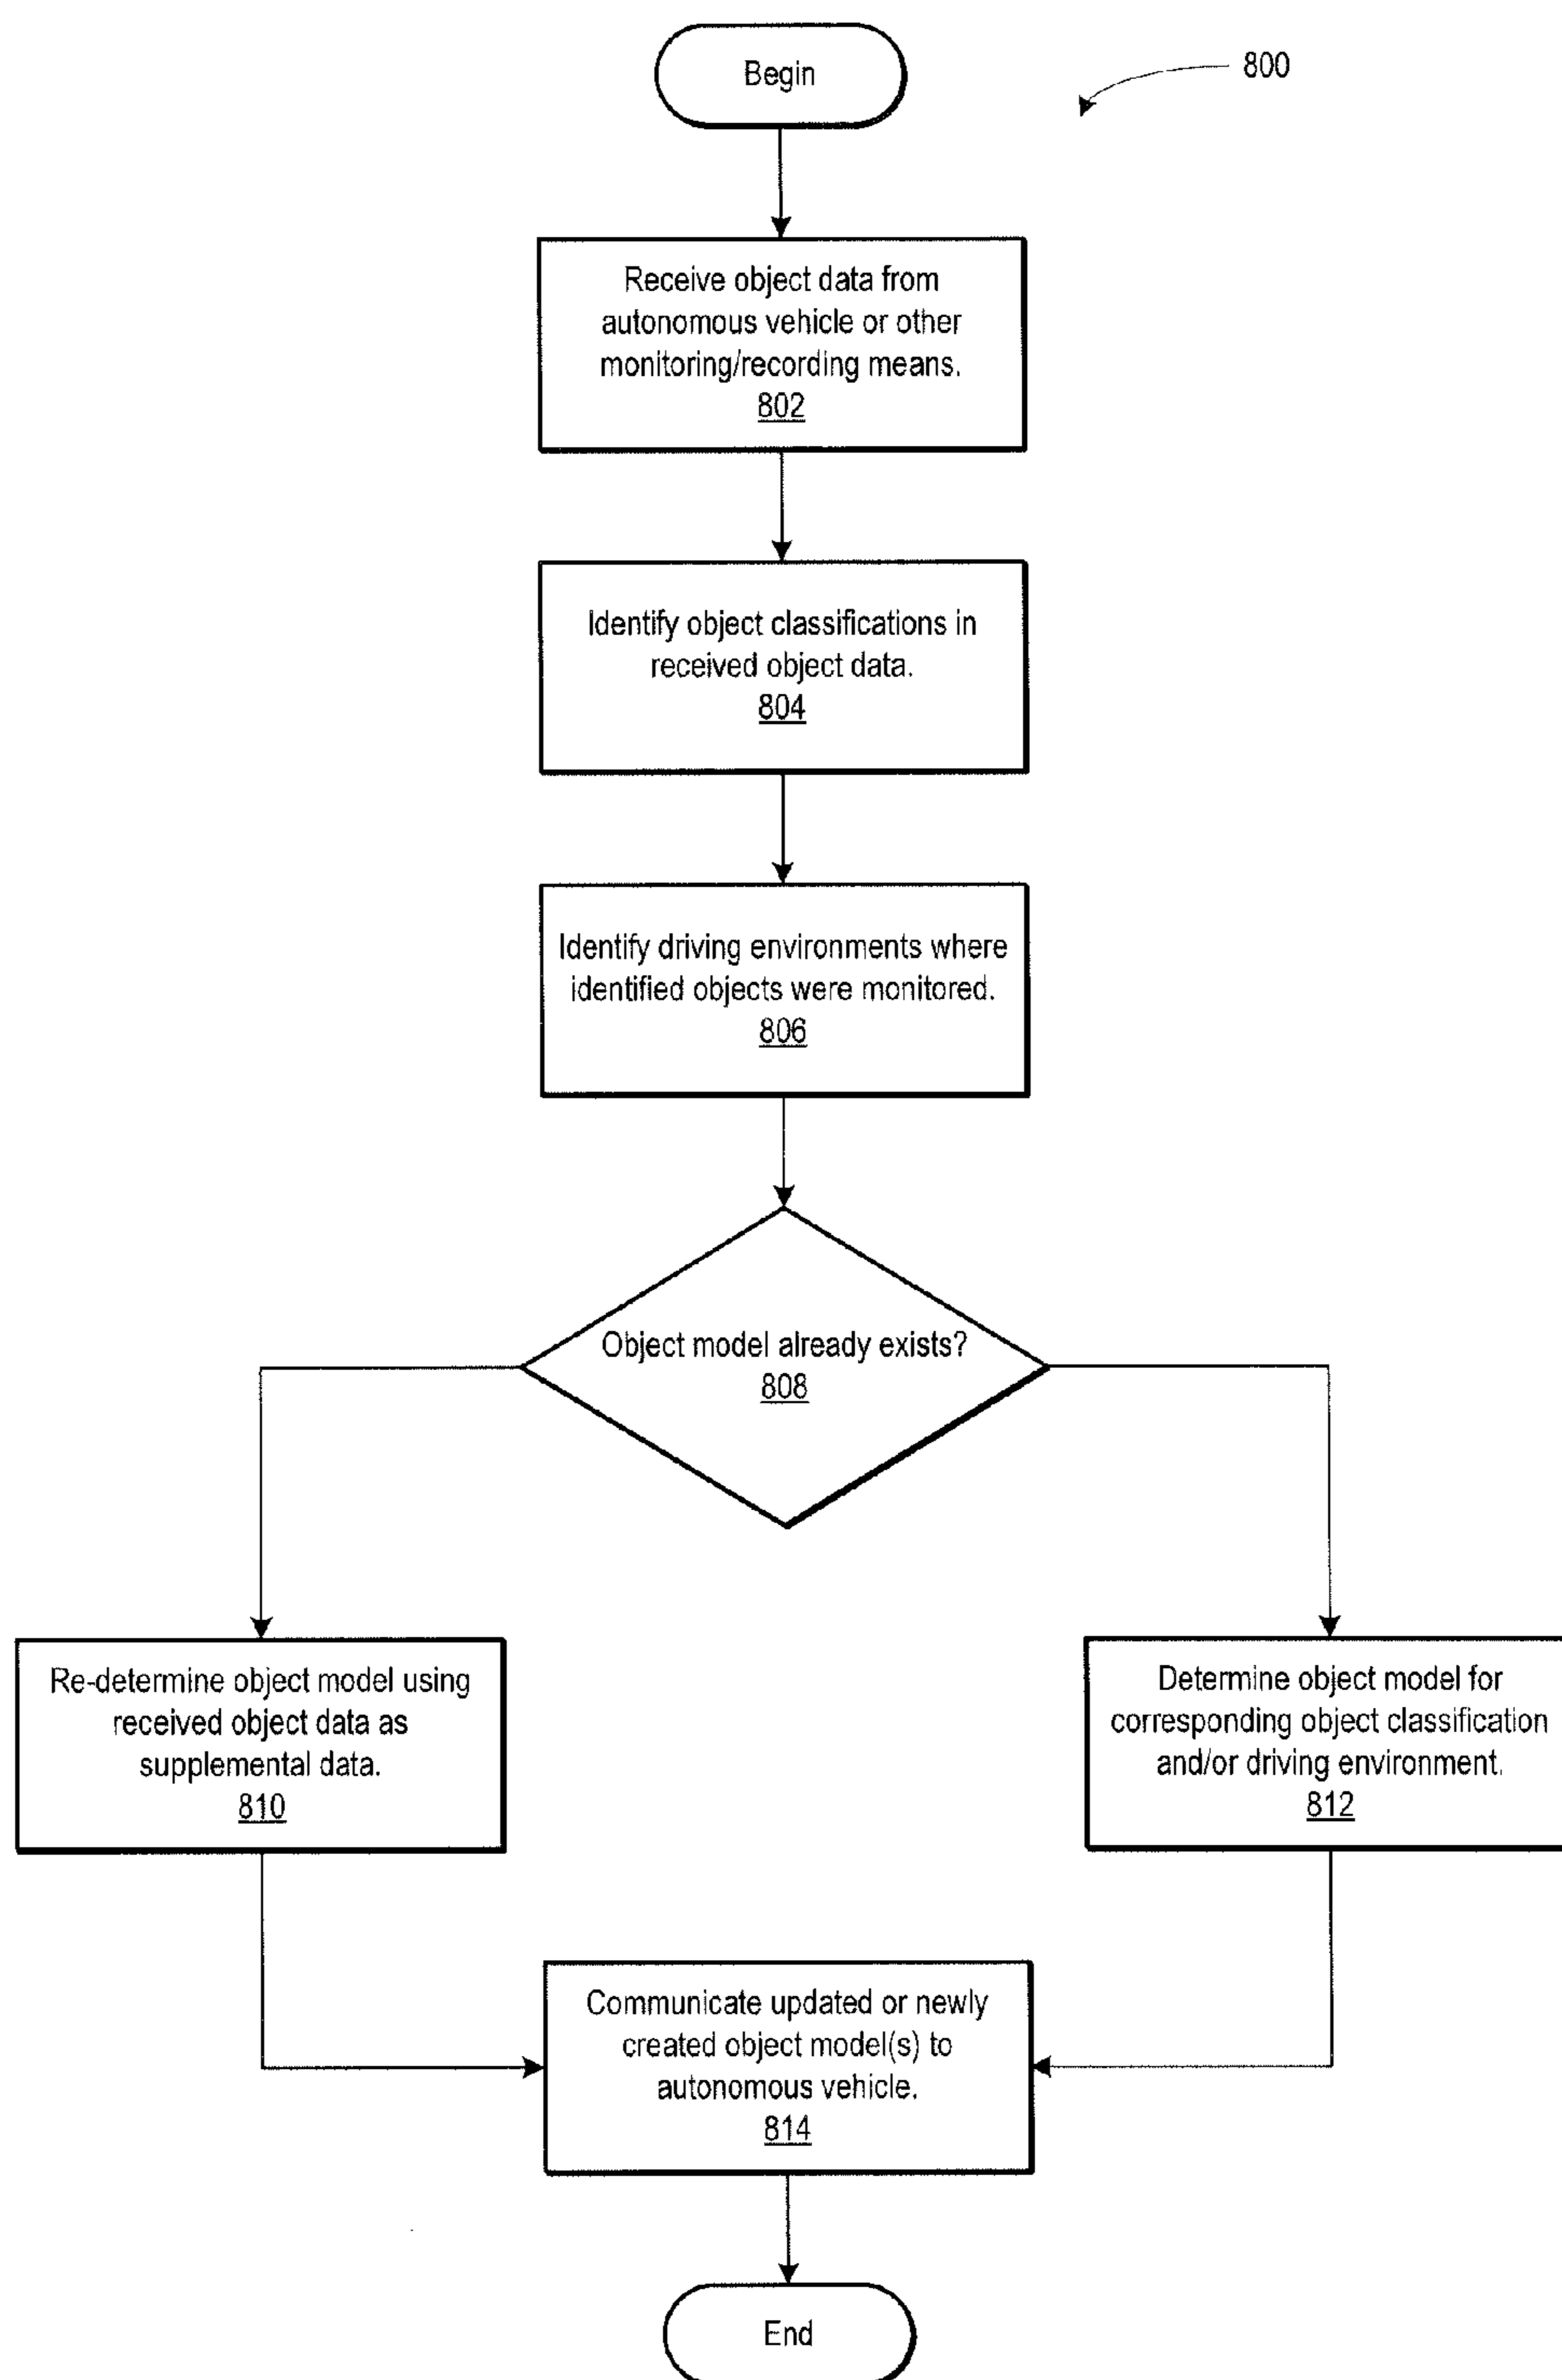 Begin
800
Receive object data from
autonomous vehicle or other
monitoring/recording means.
802
Identify object classifications in
received object data.
804
Identify driving environments where
identified objects were monitored.
806
Object model already exists?
808
Re-determine object model using
received object data as
supplemental data.
810
Determine object model for
corresponding object classification
and/or driving environment.
812
Communicate updated or newly
created object model(s) to
autonomous vehicle.
814
End